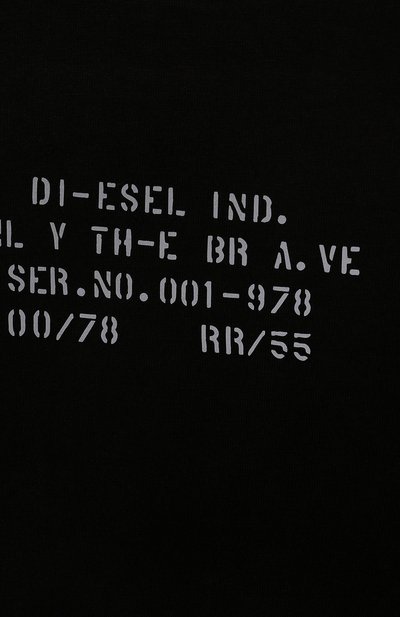 DI-ESEL IND.
L Y TH-E BR A.VE
SER.NO.001-978
00/78 RR/55